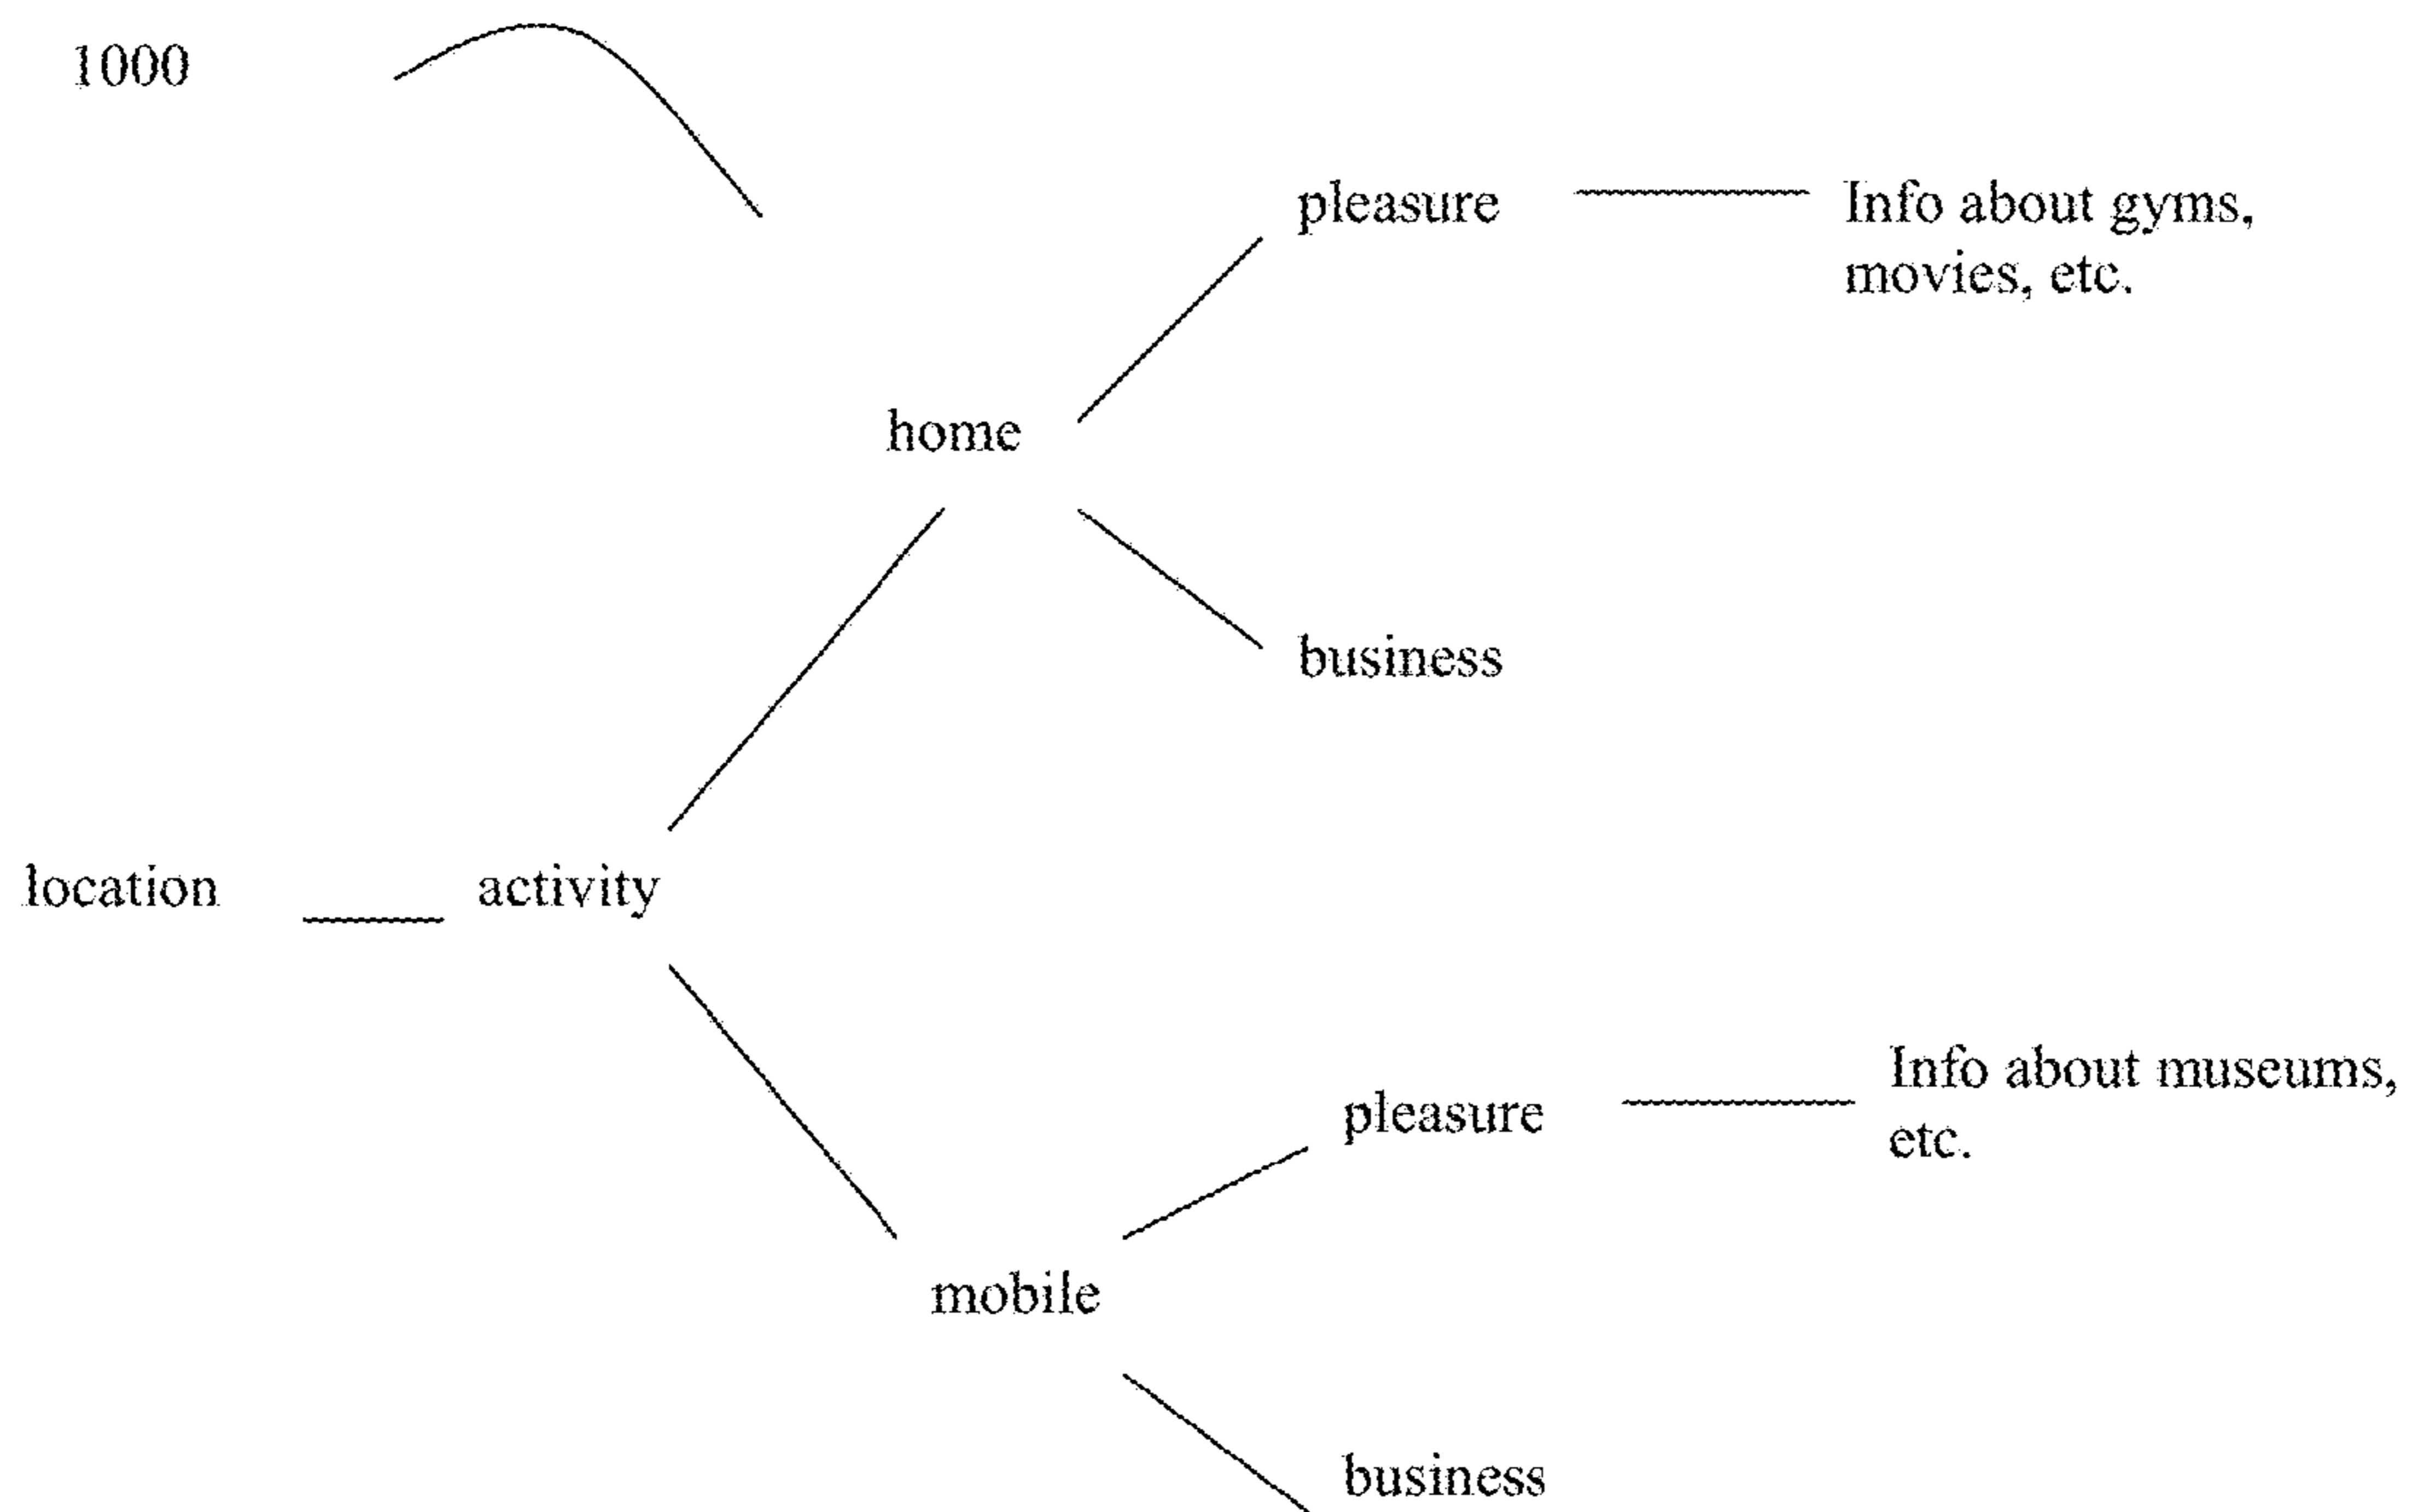 1000
pleasure
Info about gyms,
movies, etc.
home
business
location
activity
Info about museums,
etc.
pleasure
mobile
business